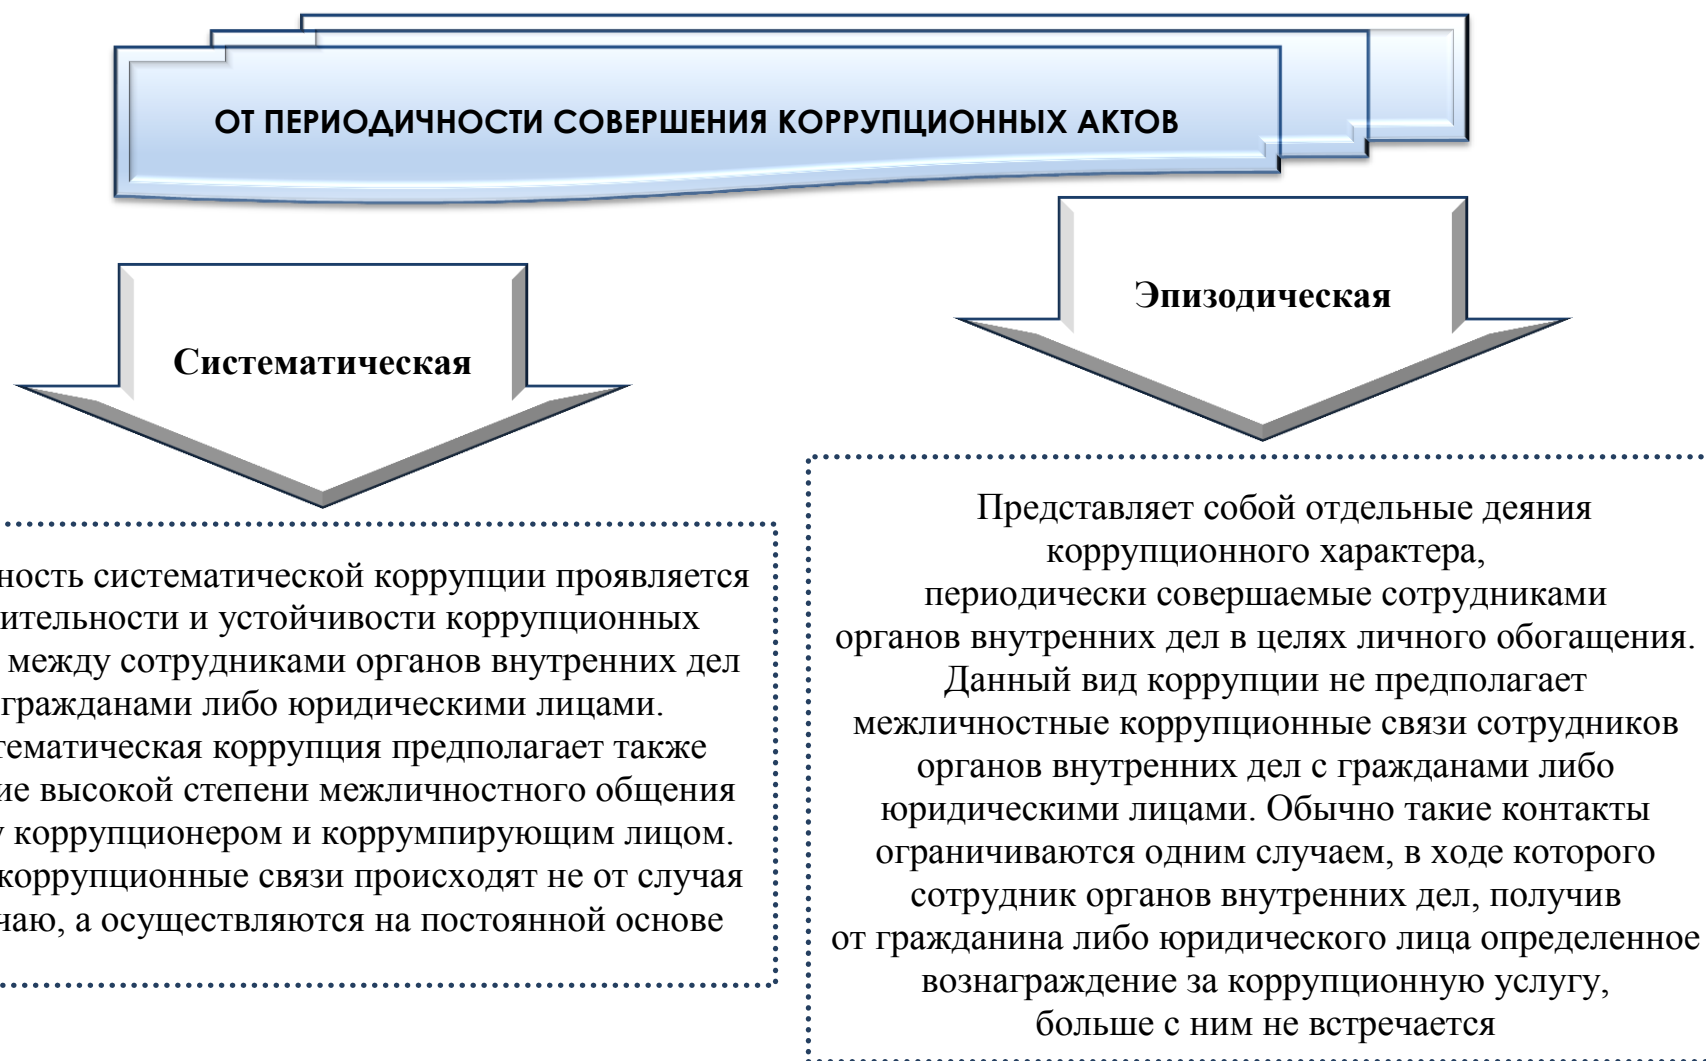 ОТ ПЕРИОДИЧНОСТИ СОВЕРШЕНИЯ КОРРУПЦИОННЫХ АКТОВ
Систематическая
ность систематической коррупции проявляется
ительности и устойчивости коррупционных
между сотрудниками органов внутренних дел
гражданами либо юридическими лицами.
тематическая коррупция предполагает также
ие высокой степени межличностного общения
у коррупционером и коррумпирующим лицом.
коррупционные связи происходят не от случая
чаю, а осуществляются на постоянной основе
Эпизодическая
Представляет собой отдельные деяния
коррупционного характера,
периодически совершаемые сотрудниками
органов внутренних дел в целях личного обогащения.
Данный вид коррупции не предполагает
межличностные коррупционные связи сотрудников
органов внутренних дел с гражданами либо
юридическими лицами. Обычно такие контакты
ограничиваются одним случаем, в ходе которого
сотрудник органов внутренних дел, получив
от гражданина либо юридического лица определенное
вознаграждение за коррупционную услугу,
больше с ним не встречается